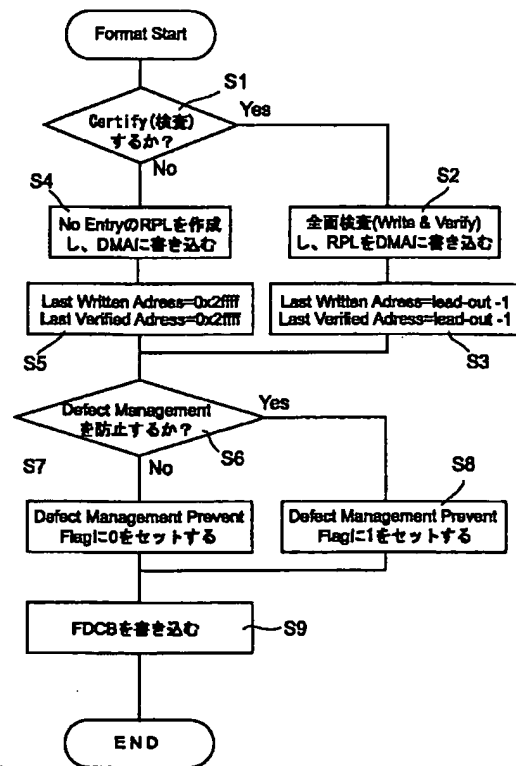 Format Start
S1
Certify(検査)
するか？
Yes
No
S4
No EntryのRPLを作成
し、DMAに書き込む
S2
全面検査(Write & Verify)
し、RPLをDMAに書き込む
Last Written Adress=0x2ffff
Last Verified Adress=0x2ffff
S5
Last Written Adress=lead-out -1
Last Verified Adress=lead-out -1
S3
Defect Management
を防止するか？
Yes
S6
S7
No
Defect Management Prevent
Flagに0をセットする
S8
Defect Management Prevent
Flagに1をセットする
FDCBを書き込む
S9
END